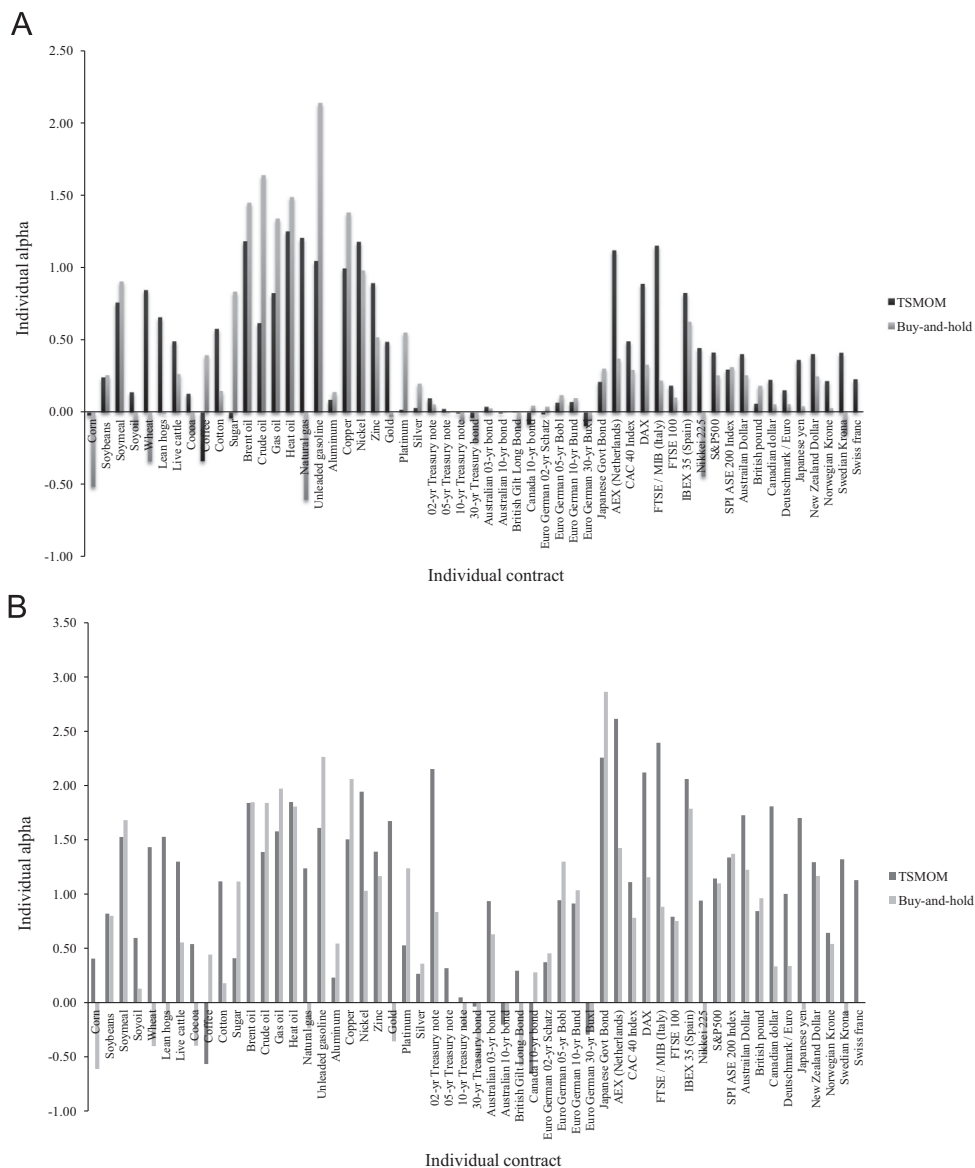 A
2.50
2.00
1.50
1.00
0.50
0.00
-0.50
-1.00
Individual alpha
Corn
Soybeans
Soymeal
Soyoil
Wheat
Lean hogs
Live cattle
Cocoa
Coffee
Cotton
Sugar
Brent oil
Crude oil
Gas oil
Heat oil
Natural gas
Unleaded gasoline
Aluminum
Copper
Nickel
Zinc
Gold
Platinum
Silver
02-yr Treasury note
05-yr Treasury note
10-yr Treasury note
30-yr Treasury bond
Australian 03-yr bond
Australian 10-yr bond
British Gilt Long Bond
Canada 10-yr bond
Euro German 02-yr Schatz
Euro German 05-yr Bobl
Euro German 10-yr Bund
Euro German 30-yr Buxl
Japanese Govt Bond
AEX (Netherlands)
CAC 40 Index
DAX
FTSE / MIB (Italy)
FTSE 100
IBEX 35 (Spain)
Nikkei 225
S&P500
SPI ASE 200 Index
Austrailan Dollar
British pound
Canadian dollar
Deutschmark / Euro
Japanese yen
New Zealand Dollar
Norwegian Krone
Swedish Krona
Swiss franc
TSMOM
Buy-and-hold
Individual contract
B
3.50
3.00
2.50
2.00
1.50
1.00
0.50
0.00
-0.50
-1.00
Individual alpha
Corn
Soybeans
Soymeal
Soyoil
Wheat
Lean hogs
Live cattle
Cocoa
Coffee
Cotton
Sugar
Brent oil
Crude oil
Gas oil
Heat oil
Natural gas
Unleaded gasoline
Aluminum
Copper
Nickel
Zinc
Gold
Platinum
Silver
02-yr Treasury note
05-yr Treasury note
10-yr Treasury note
30-yr Treasury bond
Australian 03-yr bond
Australian 10-yr bond
British Gilt Long Bond
Canada 10-yr bond
Euro German 02-yr Schatz
Euro German 05-yr Bobl
Euro German 10-yr Bund
Euro German 30-yr Buxl
Japanese Govt Bond
AEX (Netherlands)
CAC 40 Index
DAX
FTSE / MIB (Italy)
FTSE 100
IBEX 35 (Spain)
Nikkei 225
S&P500
SPI ASE 200 Index
Austrailan Dollar
British pound
Canadian dollar
Deutschmark / Euro
Japanese yen
New Zealand Dollar
Norwegian Krone
Swedish Krona
Swiss franc
TSMOM
Buy-and-hold
Individual contract